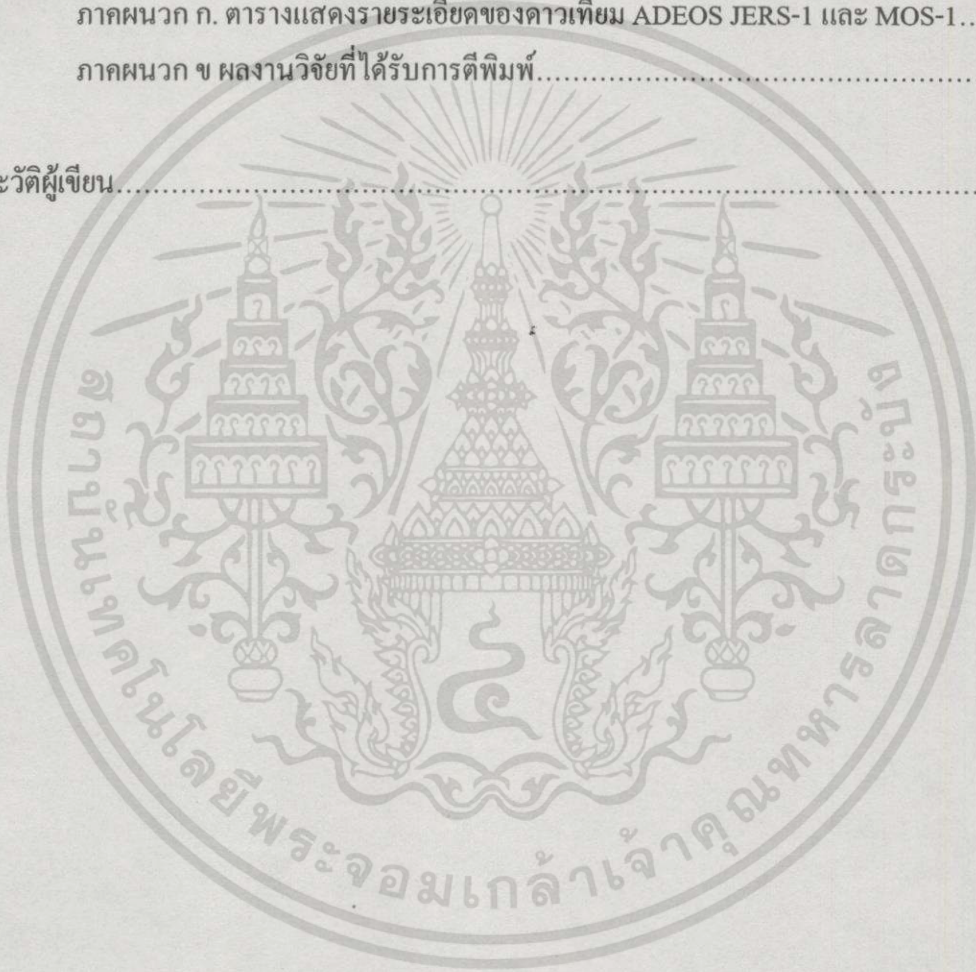 ภาคผนวก ก. ตารางแสดงรายระเอียดของดาวเทียม ADEOS JERS-1 และ MOS-1..
ภาคผนวก ข ผลงานวิจัยที่ได้รับการตีพิมพ์..............................................
ะวัติผู้เขียน..........................................................................................
สถาบันเทคโนโลยีพระจอมเกล้าเจ้าคุณทหารลาดกระบัง
๔